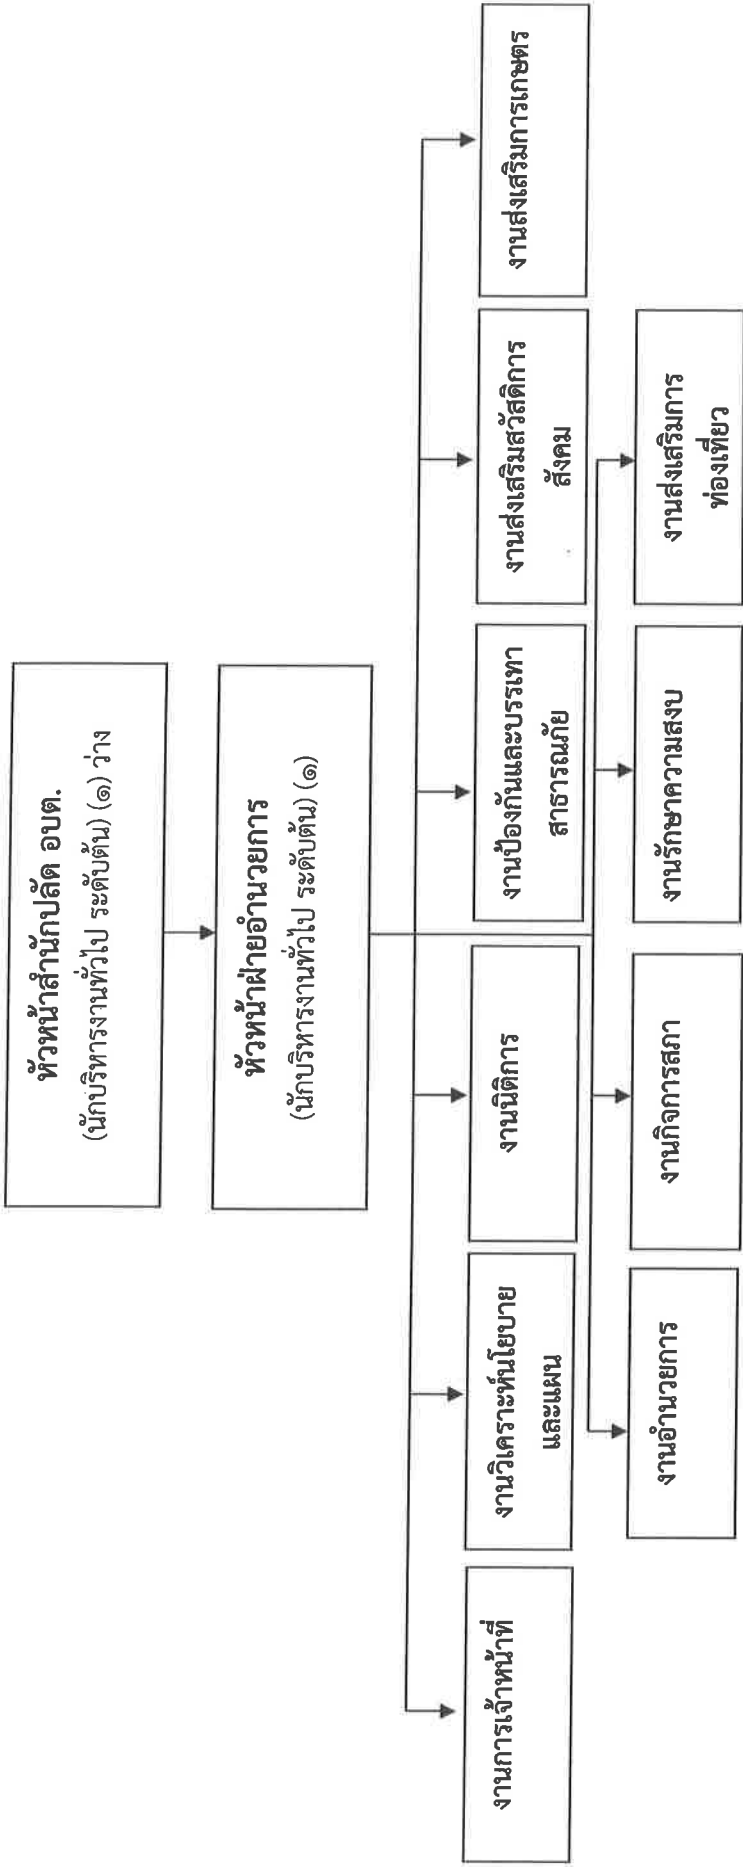 หัวหน้าสำนักปลัด อบต.
(นักบริหารงานทั่วไป ระดับต้น) (๑) ว่าง
หัวหน้าฝ่ายอำนวยการ
(นักบริหารงานทั่วไป ระดับต้น) (๑)
งานการเจ้าหน้าที่
งานวิเคราะห์นโยบาย
และแผน
งานนิติการ
งานป้องกันและบรรเทา
สาธารณภัย
งานส่งเสริมสวัสดิการ
สังคม
งานส่งเสริมการเกษตร
งานอำนวยการ
งานกิจการสภา
งานรักษาความสงบ
งานส่งเสริมการ
ท่องเที่ยว